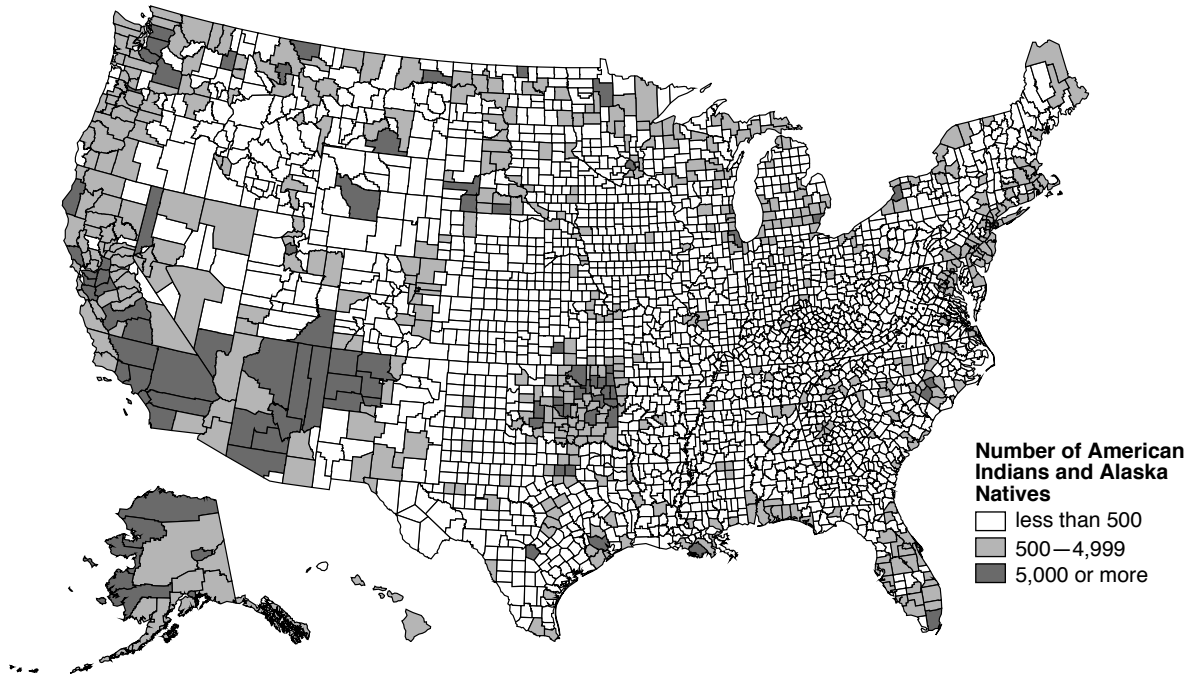 Number of American
Indians and Alaska
Natives
less than 500
500—4,999
5,000 or more